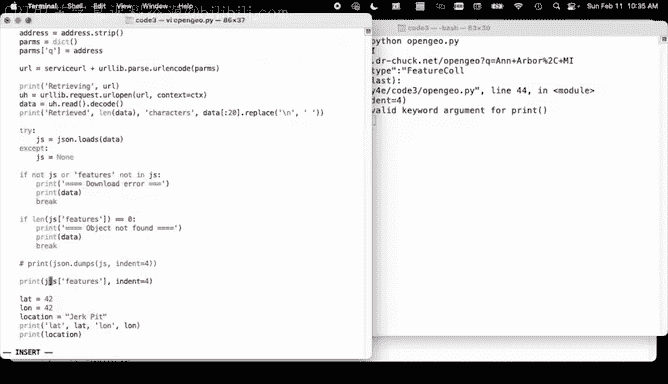 Terminal Shell Edit View Window Help
Sun Feb 11 10:35 AM
code3 — vi opengeo.py — 86×37
address = address.strip()
parms = dict()
parms['q'] = address
url = serviceurl + urllib.parse.urlencode(parms)
print('Retrieving', url)
uh = urllib.request.urlopen(url, context=ctx)
data = uh.read().decode()
print('Retrieved', len(data), 'characters', data[:20].replace('\n', ' '))
try:
js = json.loads(data)
except:
js = None
if not js or 'features' not in js:
print('==== Download error ===')
print(data)
break
if len(js['features']) == 0:
print('==== Object not found ====')
print(data)
break
# print(json.dumps(js, indent=4))
print(js['features'], indent=4)
lat = 42
lon = 42
location = "Jerk Pit"
print('lat', lat, 'lon', lon)
print(location)
-- INSERT --
code3 — -bash — 63×30
python opengeo.py
I
.dr-chuck.net/opengeo?q=Ann+Arbor%2C+MI
type":"FeatureColl
last):
y4e/code3/opengeo.py", line 44, in <module>
ndent=4)
valid keyword argument for print()